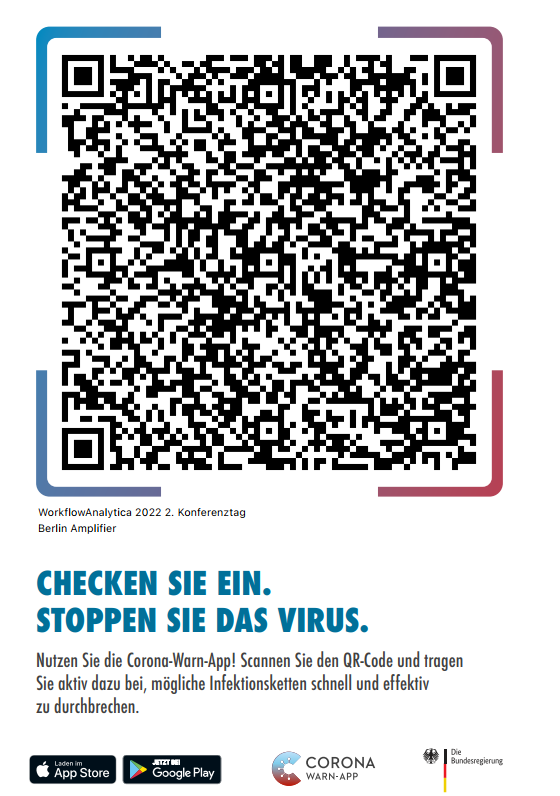 WorkflowAnalytica 2022 2. Konferenztag
Berlin Amplifier
CHECKEN SIE EIN.
STOPPEN SIE DAS VIRUS.
Nutzen Sie die Corona-Warn-App! Scannen Sie den QR-Code und tragen
Sie aktiv dazu bei, mögliche Infektionsketten schnell und effektiv
zu durchbrechen.
Laden im
App Store
JETZT BEI
Google Play
CORONA
WARN-APP
Die
Bundesregierung